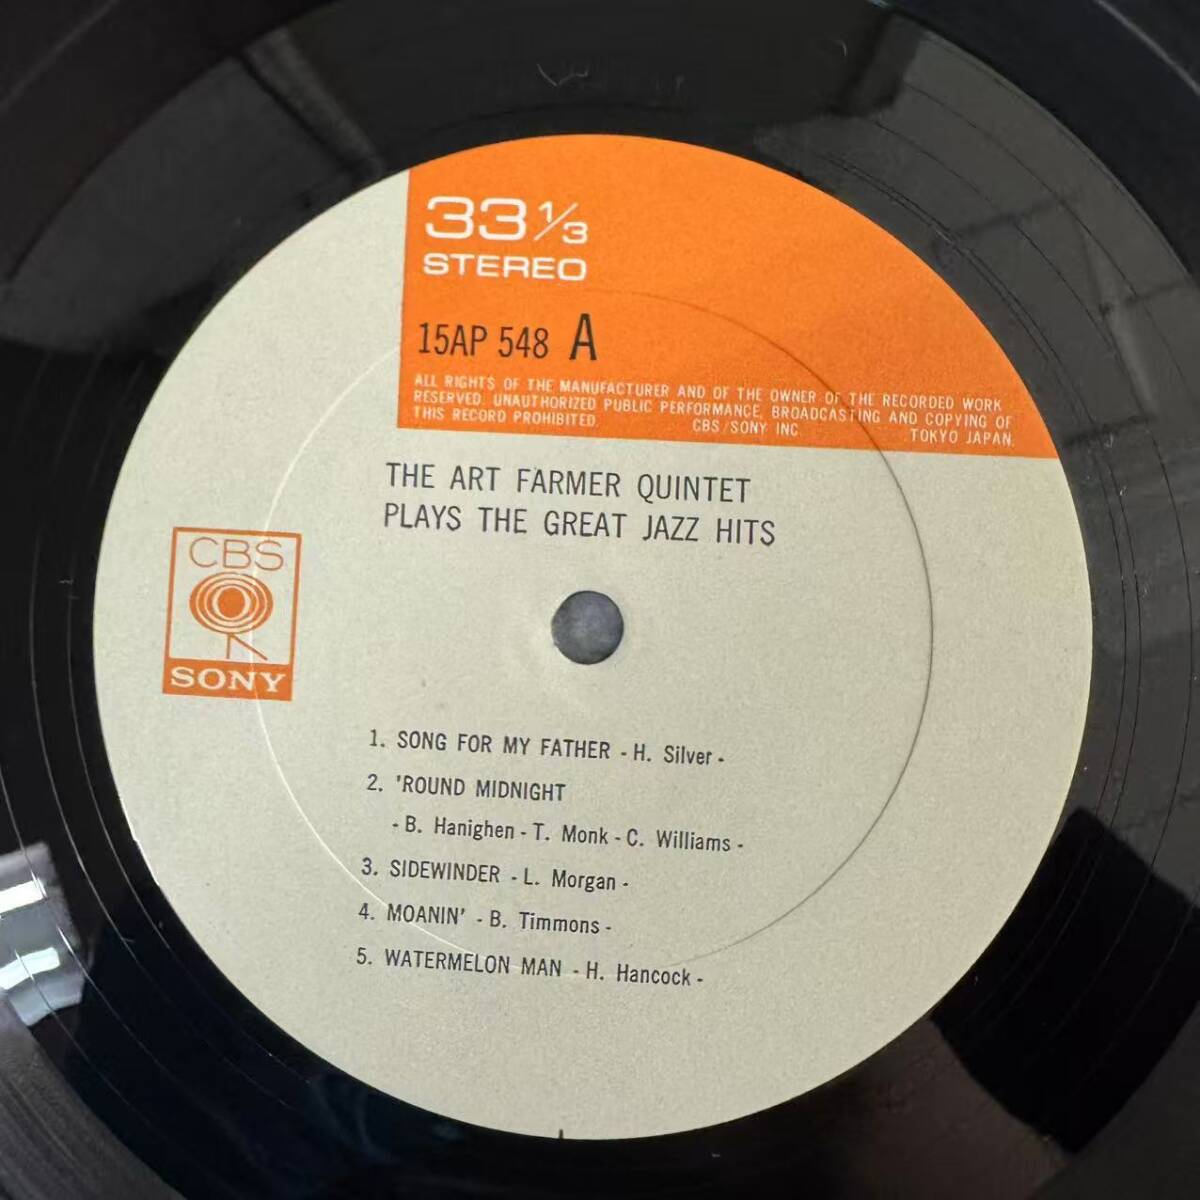 33 1/3
STEREO
15AP 548 A
ALL RIGHTS OF THE MANUFACTURER AND OF THE OWNER OF THE RECORDED WORK
RESERVED. UNAUTHORIZED PUBLIC PERFORMANCE, BROADCASTING AND COPYING OF
THIS RECORD PROHIBITED. CBS/SONY INC. TOKYO JAPAN.
THE ART FARMER QUINTET
PLAYS THE GREAT JAZZ HITS
CBS
SONY
1. SONG FOR MY FATHER - H. Silver -
2. 'ROUND MIDNIGHT
- B. Hanighen - T. Monk - C. Williams -
3. SIDEWINDER - L. Morgan -
4. MOANIN' - B. Timmons -
5. WATERMELON MAN - H. Hancock -